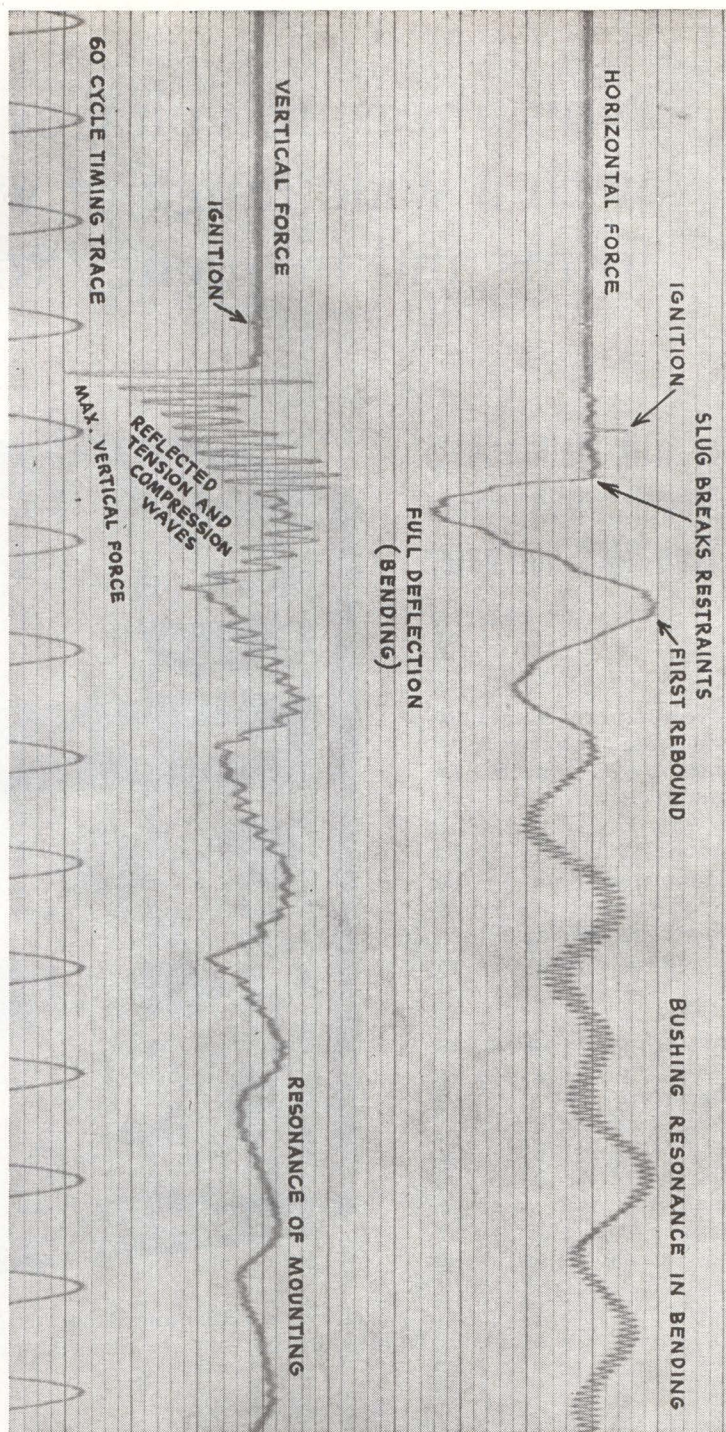 HORIZONTAL FORCE
IGNITION
SLUG BREAKS RESTRAINTS
FIRST REBOUND
FULL DEFLECTION
(BENDING)
BUSHING RESONANCE IN BENDING
VERTICAL FORCE
IGNITION
REFLECTED
TENSION AND
COMPRESSION
WAVES
MAX. VERTICAL FORCE
RESONANCE OF MOUNTING
60 CYCLE TIMING TRACE